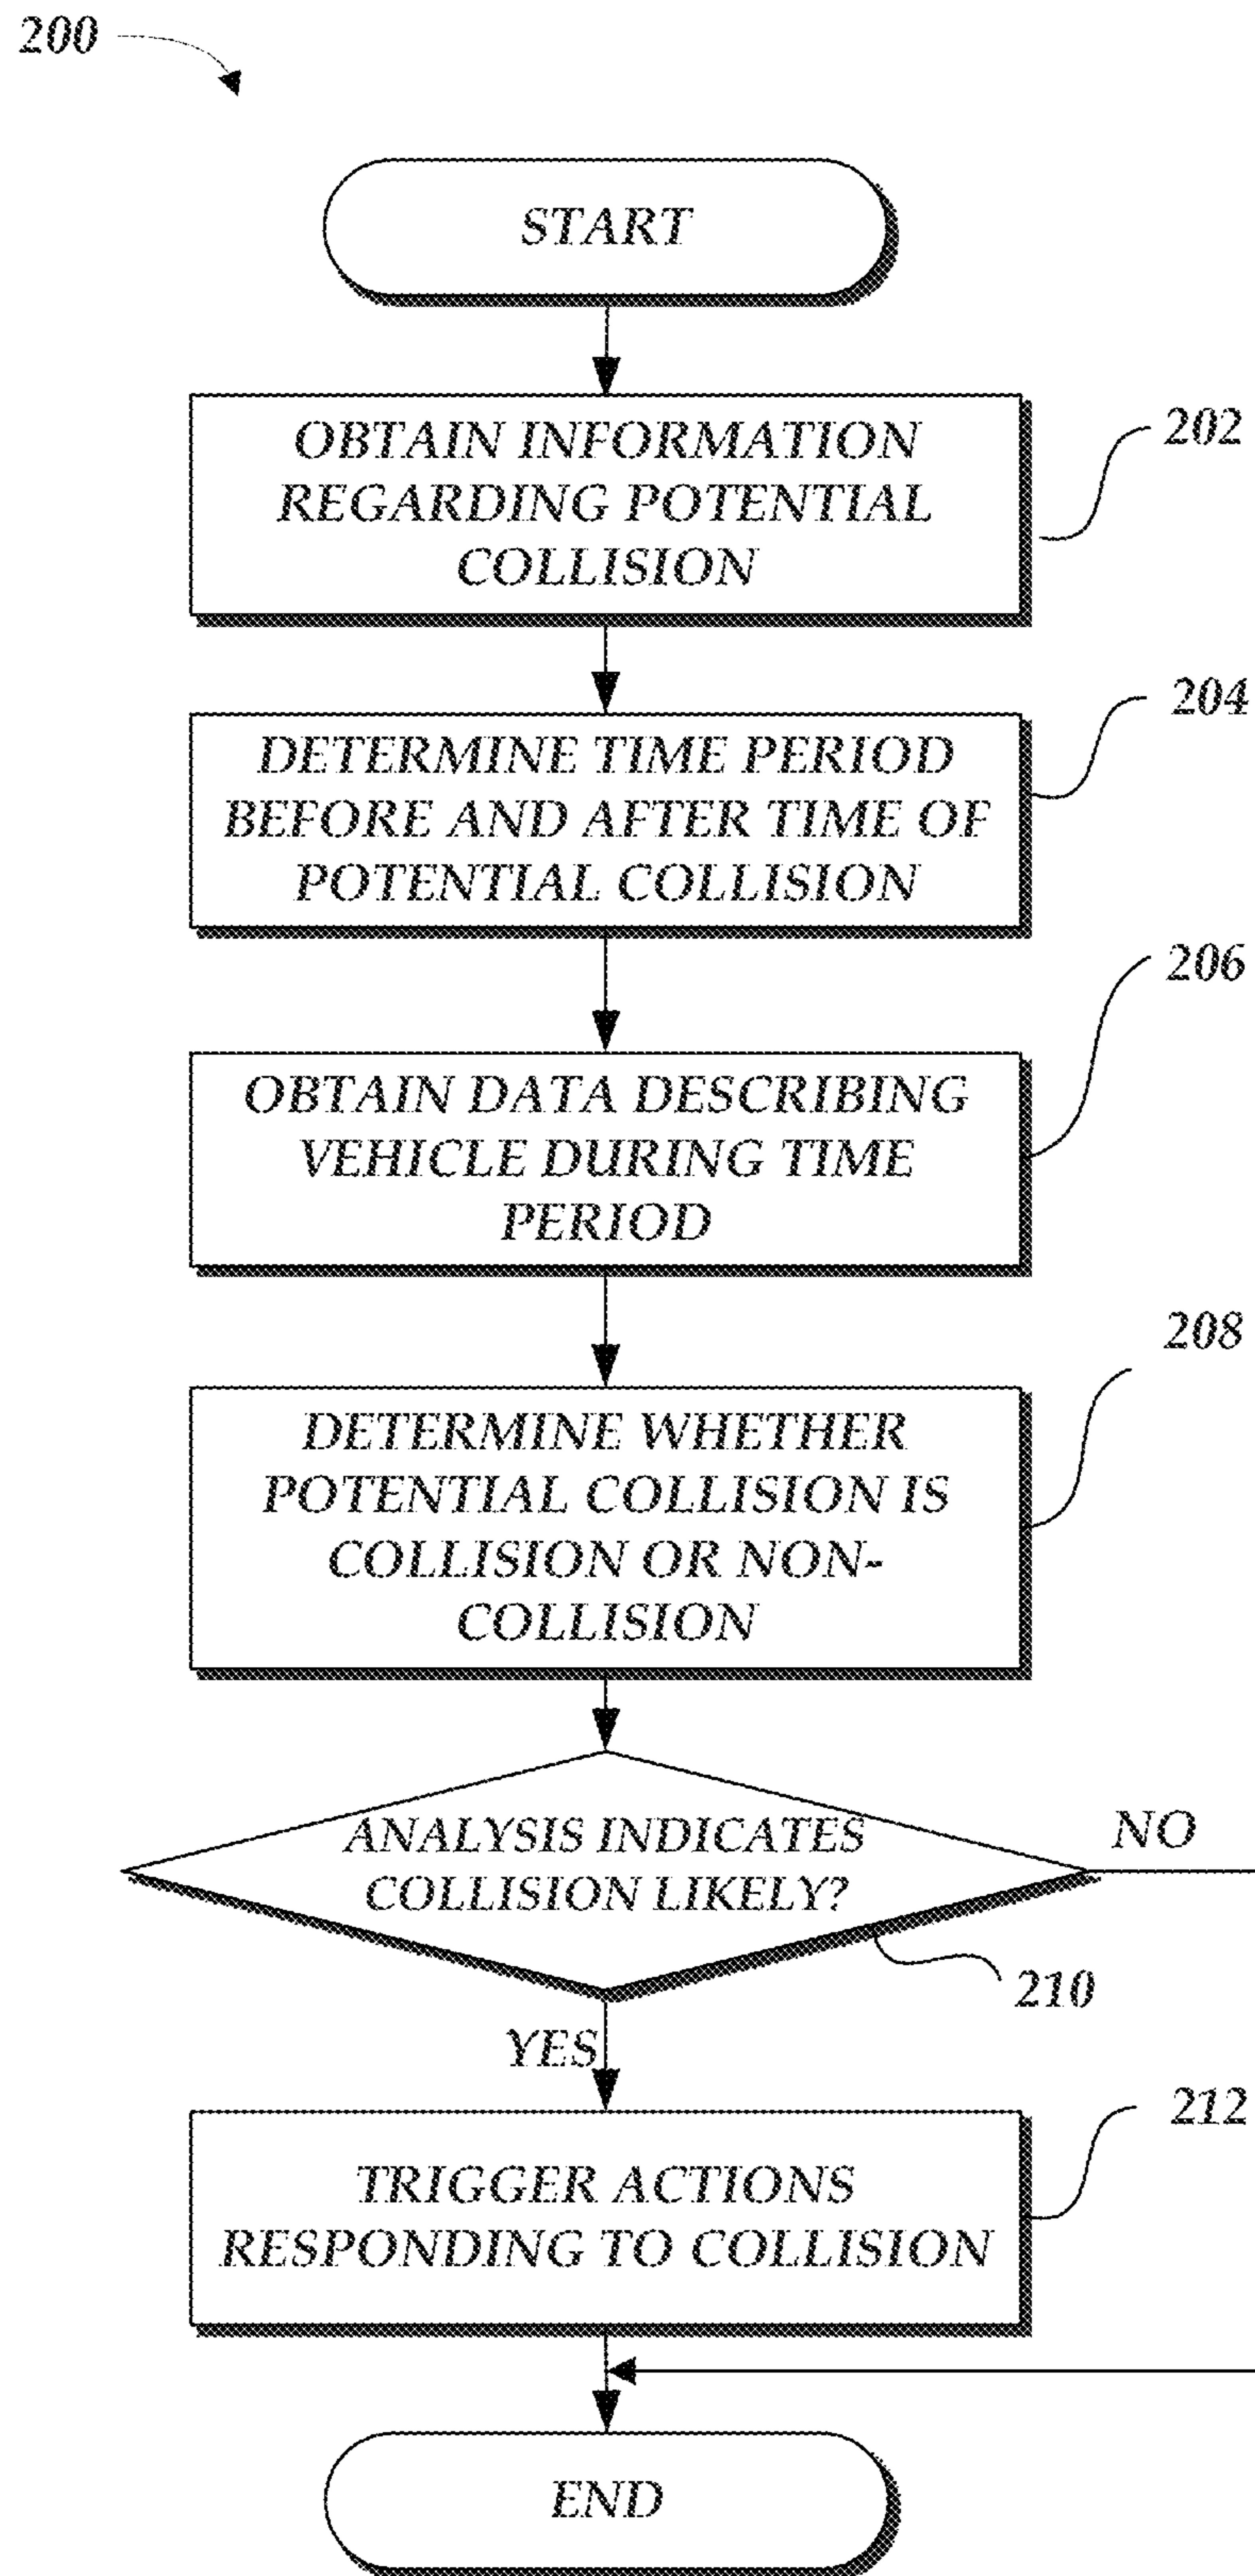 200
START
OBTAIN INFORMATION
REGARDING POTENTIAL
COLLISION
202
DETERMINE TIME PERIOD
BEFORE AND AFTER TIME OF
POTENTIAL COLLISION
204
OBTAIN DATA DESCRIBING
VEHICLE DURING TIME
PERIOD
206
DETERMINE WHETHER
POTENTIAL COLLISION IS
COLLISION OR NON-
COLLISION
208
ANALYSIS INDICATES
COLLISION LIKELY?
NO
210
YES
TRIGGER ACTIONS
RESPONDING TO COLLISION
212
END